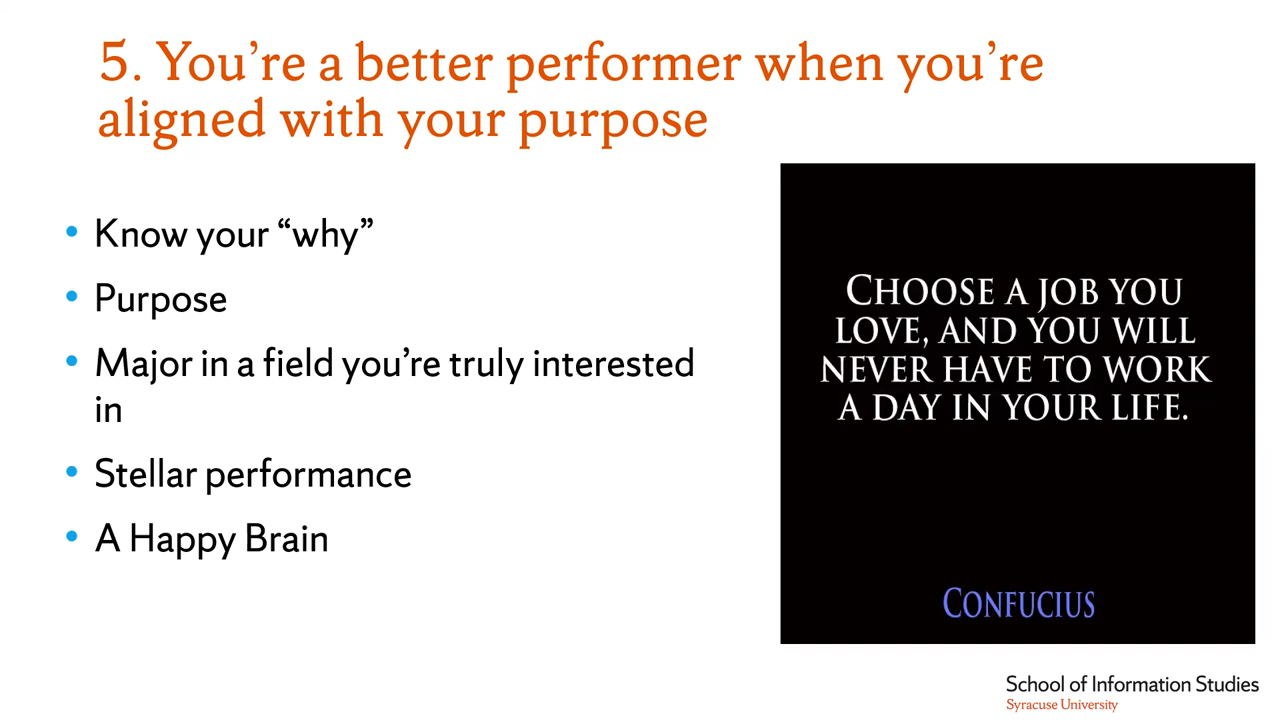 5. You’re a better performer when you’re
aligned with your purpose
• Know your “why”
• Purpose
• Major in a field you’re truly interested
in
• Stellar performance
• A Happy Brain
CHOOSE A JOB YOU
LOVE, AND YOU WILL
NEVER HAVE TO WORK
A DAY IN YOUR LIFE.
CONFUCIUS
School of Information Studies
Syracuse University